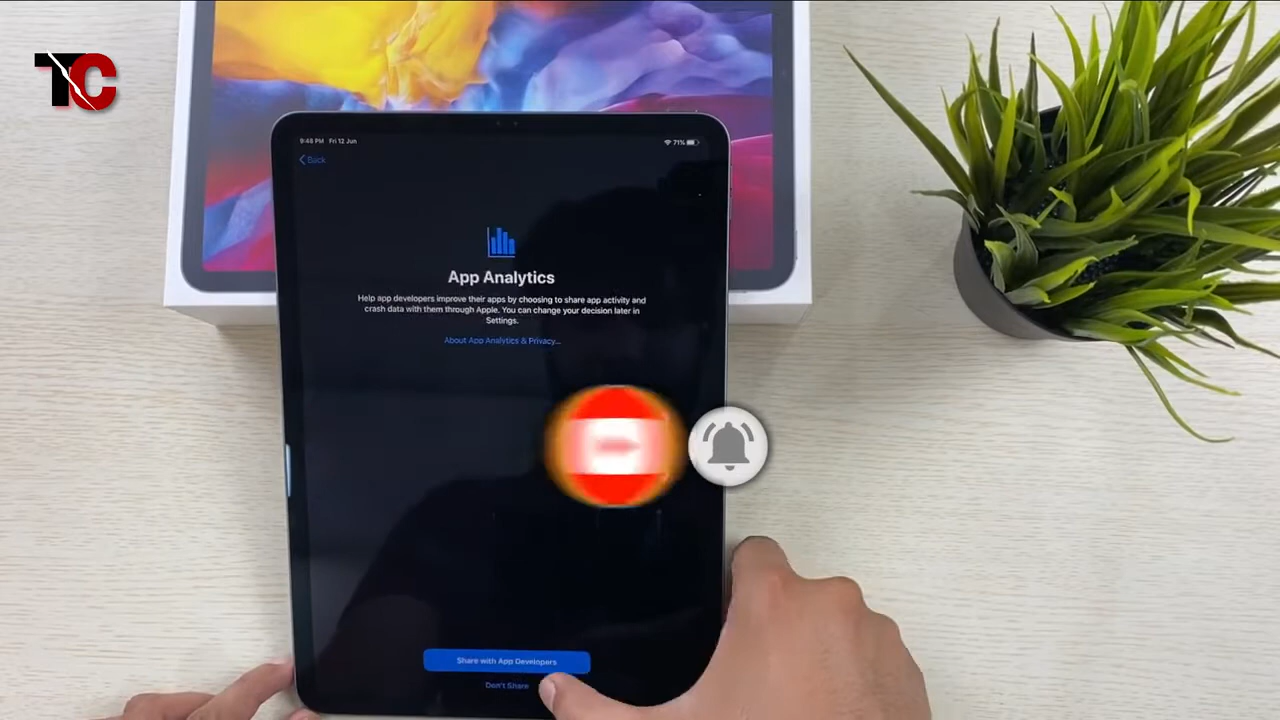 TC
9:48 PM Fri 12 Jun
71%
Back
App Analytics
Help app developers improve their apps by choosing to share app activity and
crash data with them through Apple. You can change your decision later in
Settings.
About App Analytics & Privacy...
Share with App Developers
Don't Share